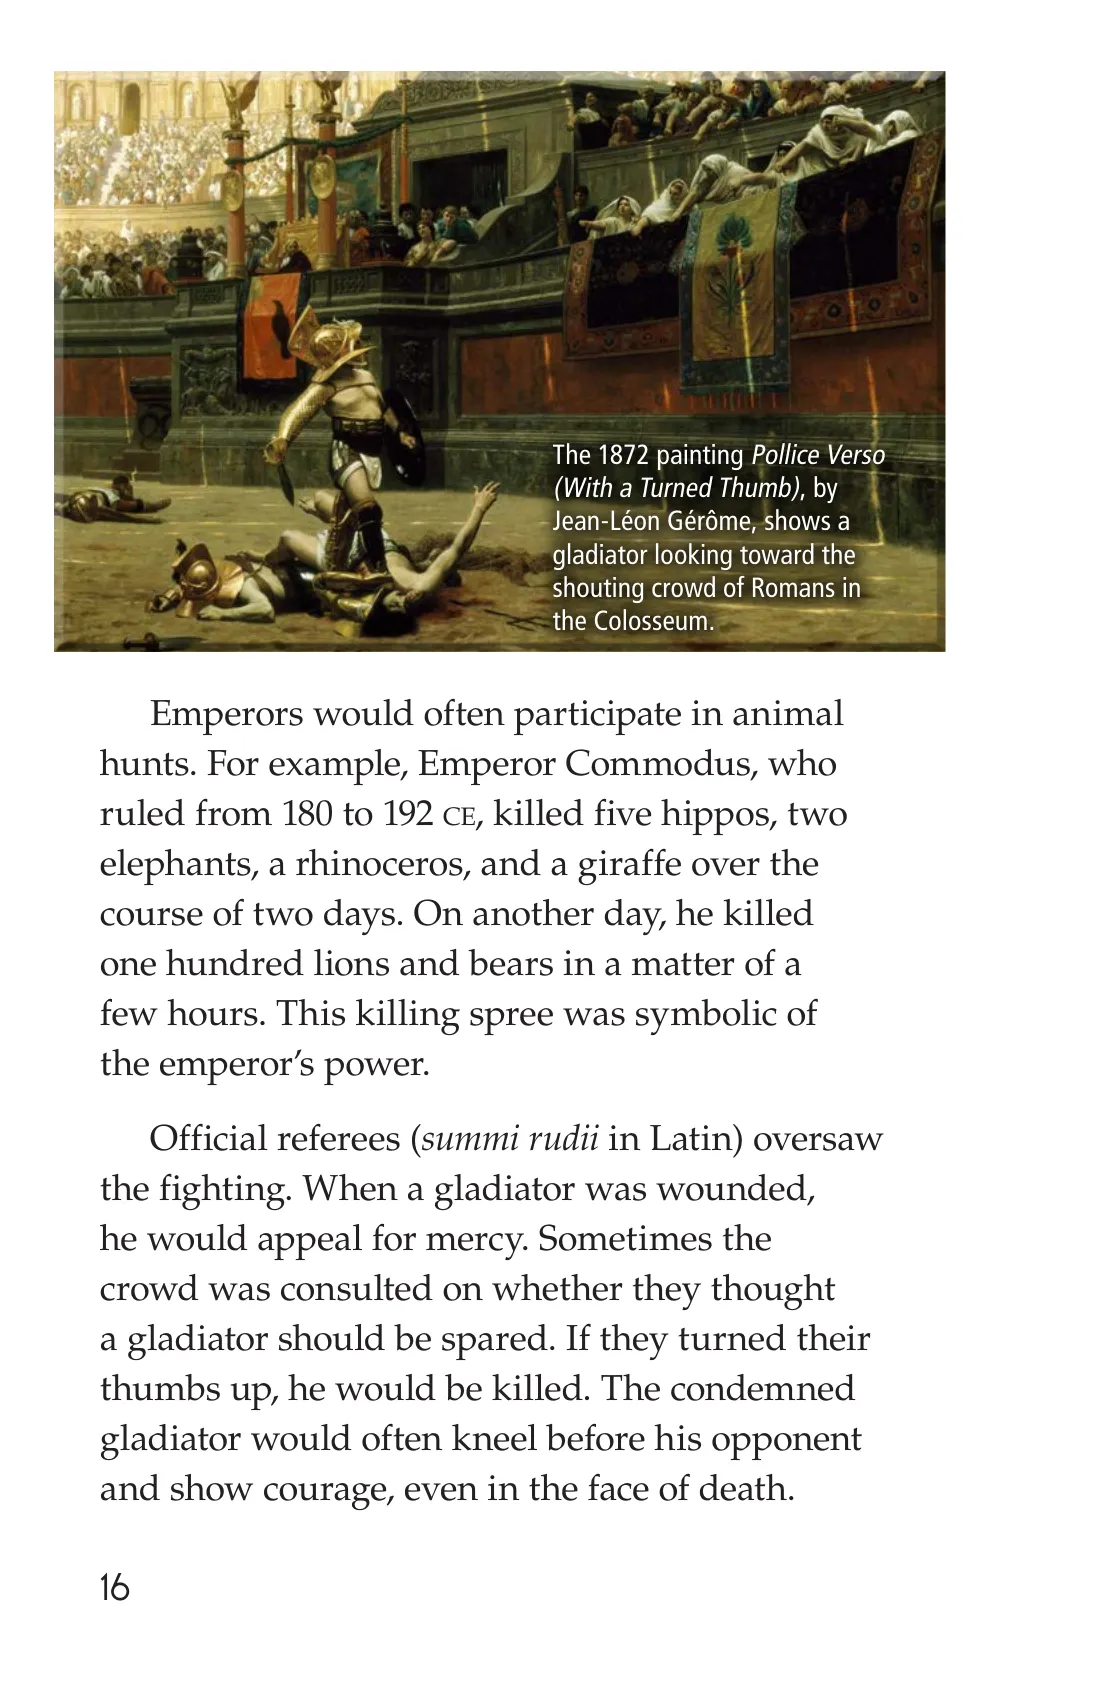 The 1872 painting Pollice Verso
(With a Turned Thumb), by
Jean-Léon Gérôme, shows a
gladiator looking toward the
shouting crowd of Romans in
the Colosseum.
Emperors would often participate in animal
hunts. For example, Emperor Commodus, who
ruled from 180 to 192 CE, killed five hippos, two
elephants, a rhinoceros, and a giraffe over the
course of two days. On another day, he killed
one hundred lions and bears in a matter of a
few hours. This killing spree was symbolic of
the emperor’s power.
Official referees (summi rudii in Latin) oversaw
the fighting. When a gladiator was wounded,
he would appeal for mercy. Sometimes the
crowd was consulted on whether they thought
a gladiator should be spared. If they turned their
thumbs up, he would be killed. The condemned
gladiator would often kneel before his opponent
and show courage, even in the face of death.
16